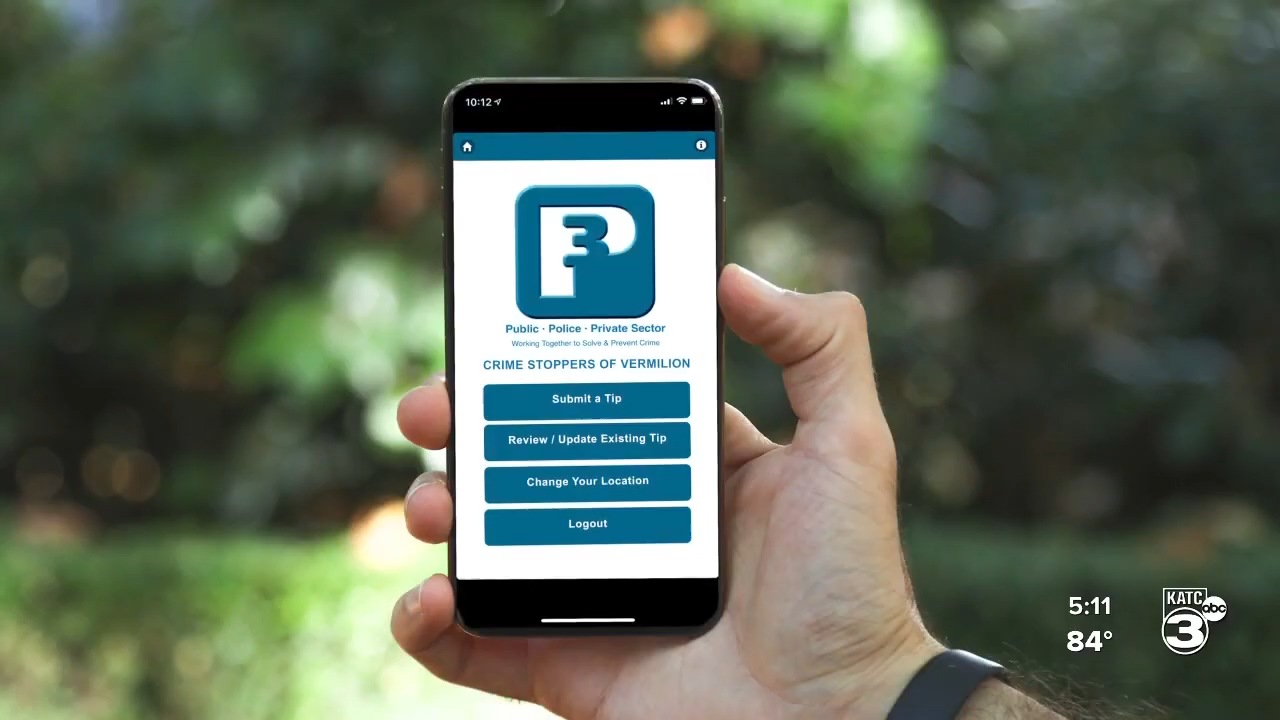 10:12
P3
Public · Police · Private Sector
Working Together to Solve & Prevent Crime
CRIME STOPPERS OF VERMILION
Submit a Tip
Review / Update Existing Tip
Change Your Location
Logout
5:11
84°
KATC
abc
3